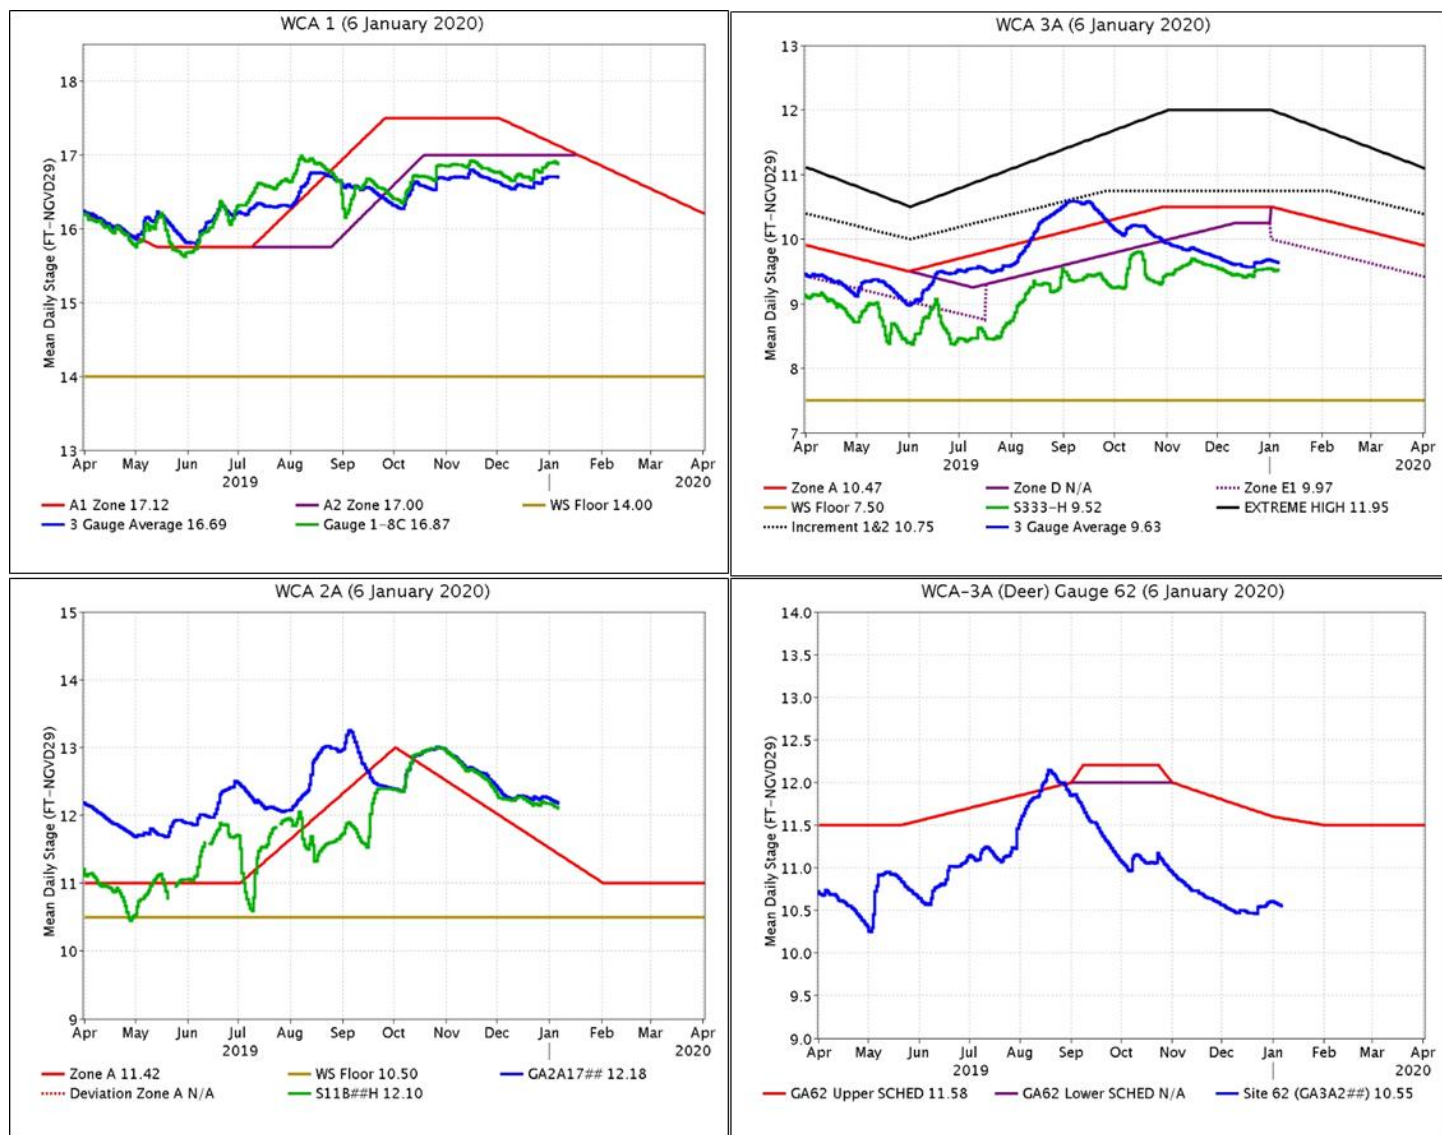 WCA 1 (6 January 2020)
Mean Daily Stage (FT-NGVD29)
18
17
16
15
14
13
Apr May Jun Jul Aug Sep Oct Nov Dec Jan Feb Mar Apr
2019 2020
A1 Zone 17.12 A2 Zone 17.00 WS Floor 14.00
3 Gauge Average 16.69 Gauge 1-8C 16.87
WCA 3A (6 January 2020)
Mean Daily Stage (FT-NGVD29)
13
12
11
10
9
8
7
Apr May Jun Jul Aug Sep Oct Nov Dec Jan Feb Mar Apr
2019 2020
Zone A 10.47 Zone D N/A Zone E1 9.97
WS Floor 7.50 S333-H 9.52 EXTREME HIGH 11.95
Increment 1&2 10.75 3 Gauge Average 9.63
WCA 2A (6 January 2020)
Mean Daily Stage (FT-NGVD29)
15
14
13
12
11
10
9
Apr May Jun Jul Aug Sep Oct Nov Dec Jan Feb Mar Apr
2019 2020
Zone A 11.42 WS Floor 10.50 GA2A17## 12.18
Deviation Zone A N/A S11B##H 12.10
WCA-3A (Deer) Gauge 62 (6 January 2020)
Mean Daily Stage (FT-NGVD29)
14.0
13.5
13.0
12.5
12.0
11.5
11.0
10.5
10.0
9.5
9.0
Apr May Jun Jul Aug Sep Oct Nov Dec Jan Feb Mar Apr
2019 2020
GA62 Upper SCHED 11.58 GA62 Lower SCHED N/A Site 62 (GA3A2##) 10.55